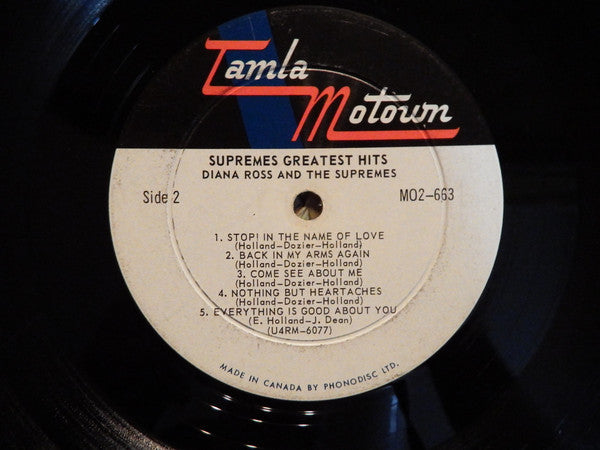 Tamla
Motown
SUPREMES GREATEST HITS
DIANA ROSS AND THE SUPREMES
Side 2
MO2-663
1. STOP! IN THE NAME OF LOVE
(Holland-Dozier-Holland)
2. BACK IN MY ARMS AGAIN
(Holland-Dozier-Holland)
3. COME SEE ABOUT ME
(Holland-Dozier-Holland)
4. NOTHING BUT HEARTACHES
(Holland-Dozier-Holland)
5. EVERYTHING IS GOOD ABOUT YOU
(E. Holland-J. Dean)
(U4RM-6077)
MADE IN CANADA BY PHONODISC LTD.